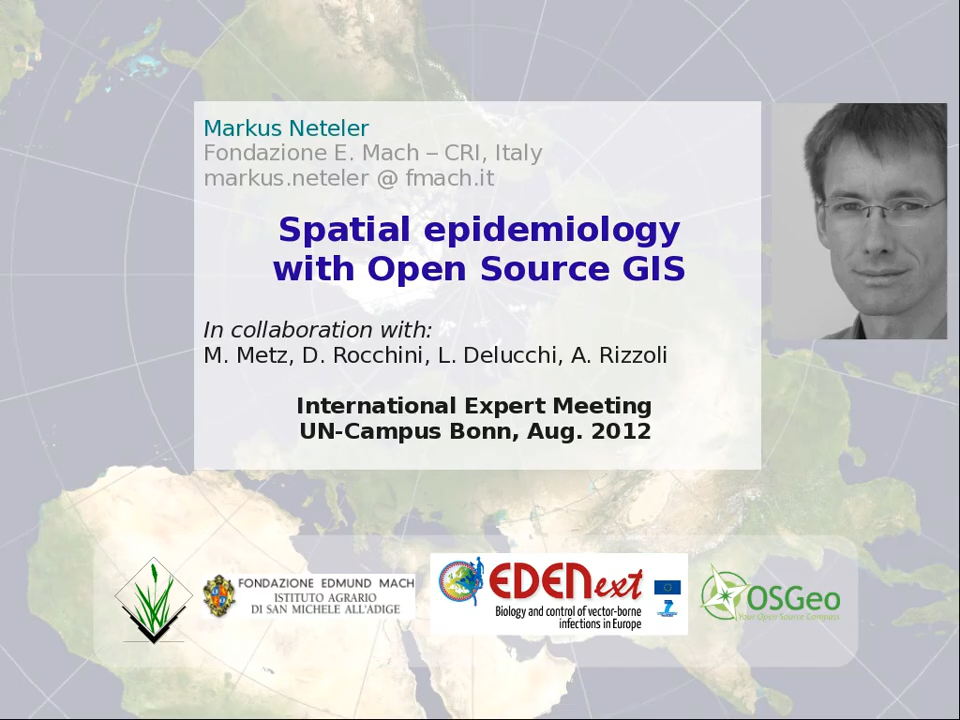 Markus Neteler
Fondazione E. Mach – CRI, Italy
markus.neteler @ fmach.it
Spatial epidemiology
with Open Source GIS
In collaboration with:
M. Metz, D. Rocchini, L. Delucchi, A. Rizzoli
International Expert Meeting
UN-Campus Bonn, Aug. 2012
FONDAZIONE EDMUND MACH
ISTITUTO AGRARIO
DI SAN MICHELE ALL'ADIGE
EDENext
Biology and control of vector-borne
infections in Europe
OSGeo
Your Open Source Compass